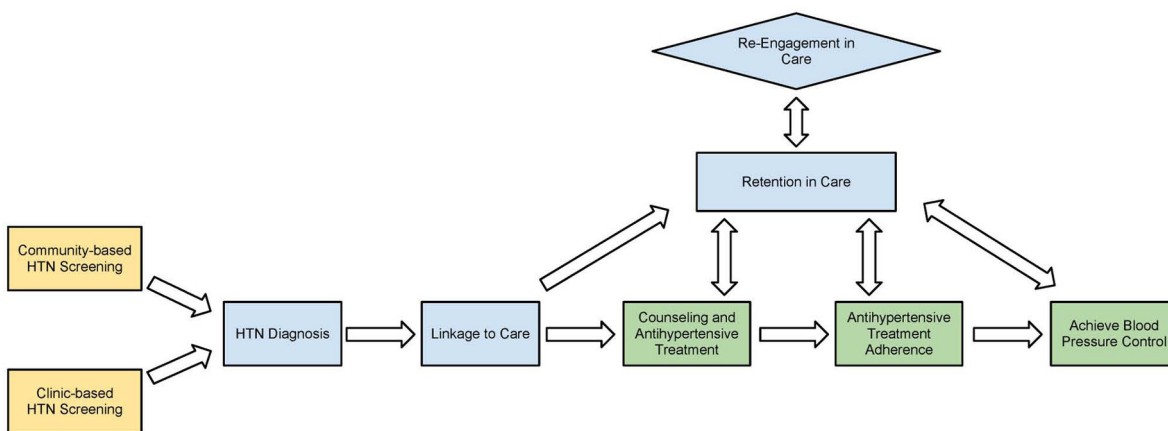 Re-Engagement in
Care
Retention in Care
Community-based
HTN Screening
HTN Diagnosis
Linkage to Care
Counseling and
Antihypertensive
Treatment
Antihypertensive
Treatment
Adherence
Achieve Blood
Pressure Control
Clinic-based
HTN Screening